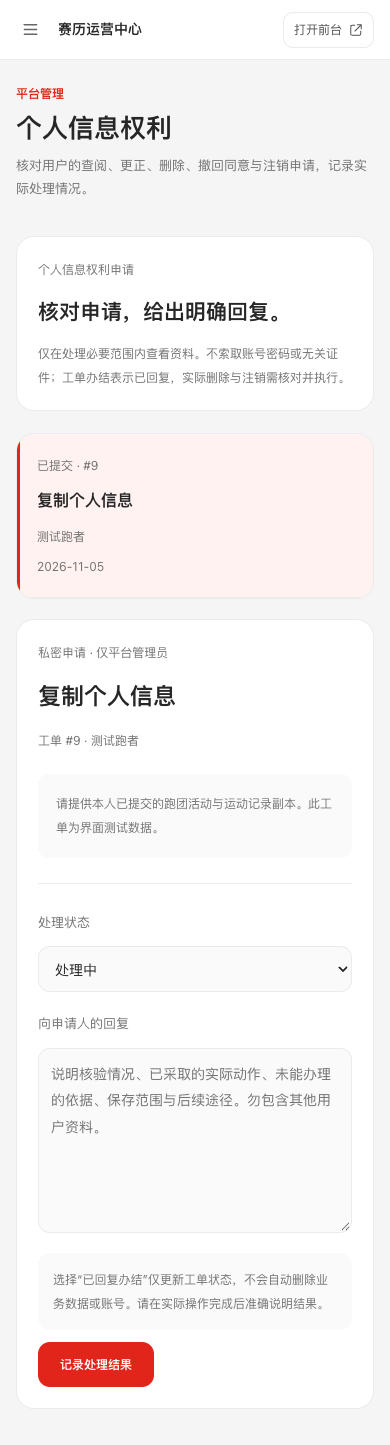 赛历运营中心
打开前台
平台管理
个人信息权利
核对用户的查阅、更正、删除、撤回同意与注销申请，记录实
际处理情况。
个人信息权利申请
核对申请，给出明确回复。
仅在处理必要范围内查看资料。不索取账号密码或无关证
件；工单办结表示已回复，实际删除与注销需核对并执行。
已提交 · #9
复制个人信息
测试跑者
2026-11-05
私密申请 · 仅平台管理员
复制个人信息
工单 #9 · 测试跑者
请提供本人已提交的跑团活动与运动记录副本。此工
单为界面测试数据。
处理状态
处理中
向申请人的回复
说明核验情况、已采取的实际动作、未能办理
的依据、保存范围与后续途径。勿包含其他用
户资料。
选择“已回复办结”仅更新工单状态，不会自动删除业
务数据或账号。请在实际操作完成后准确说明结果。
记录处理结果